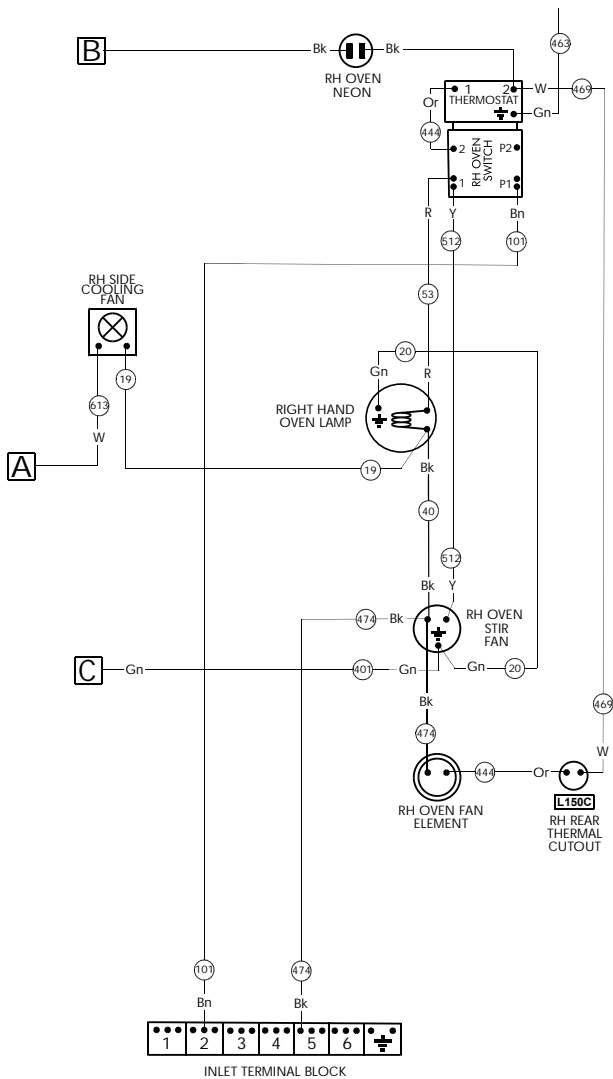 463
B
Bk
Bk
RH OVEN
NEON
1
2
W
469
THERMOSTAT
Or
Gn
444
2
P2
RH OVEN
SWITCH
1
P1
R
Y
Bn
512
101
RH SIDE
COOLING
FAN
53
20
19
Gn
R
613
RIGHT HAND
OVEN LAMP
W
A
19
Bk
40
512
Bk
Y
474
Bk
RH OVEN
STIR
FAN
C
Gn
401
Gn
Gn
20
Bk
469
474
W
444
Or
L150C
RH OVEN FAN
ELEMENT
RH REAR
THERMAL
CUTOUT
101
474
Bn
Bk
1
2
3
4
5
6
INLET TERMINAL BLOCK